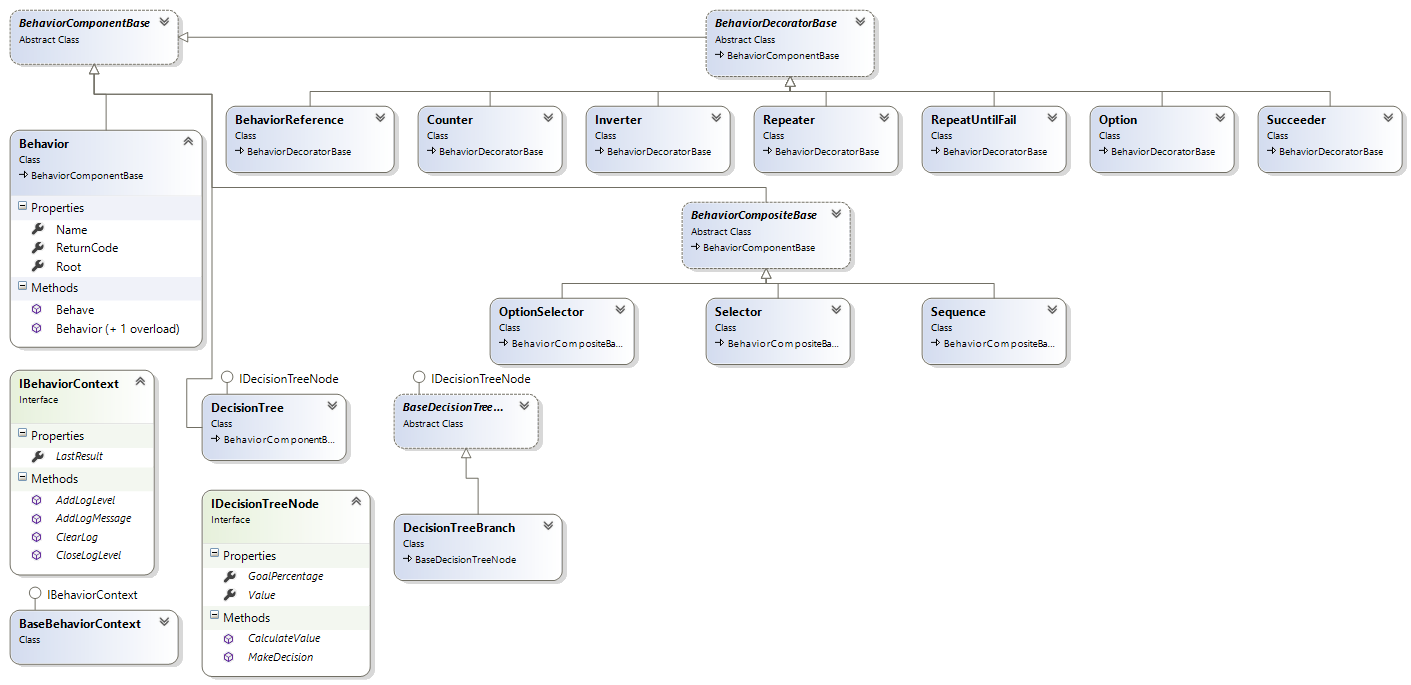 BehaviorComponentBase
Abstract Class
BehaviorDecoratorBase
Abstract Class
BehaviorComponentBase
BehaviorReference
Class
BehaviorDecoratorBase
Counter
Class
BehaviorDecoratorBase
Inverter
Class
BehaviorDecoratorBase
Repeater
Class
BehaviorDecoratorBase
RepeatUntilFail
Class
BehaviorDecoratorBase
Option
Class
BehaviorDecoratorBase
Succeeder
Class
BehaviorDecoratorBase
Behavior
Class
BehaviorComponentBase
Properties
Name
ReturnCode
Root
Methods
Behave
Behavior (+ 1 overload)
BehaviorCompositeBase
Abstract Class
BehaviorComponentBase
OptionSelector
Class
BehaviorCompositeBa...
Selector
Class
BehaviorCompositeBa...
Sequence
Class
BehaviorCompositeBa...
IBehaviorContext
Interface
Properties
LastResult
Methods
AddLogLevel
AddLogMessage
ClearLog
CloseLogLevel
IDecisionTreeNode
DecisionTree
Class
BehaviorComponentB...
IDecisionTreeNode
BaseDecisionTree...
Abstract Class
IDecisionTreeNode
Interface
Properties
GoalPercentage
Value
Methods
CalculateValue
MakeDecision
DecisionTreeBranch
Class
BaseDecisionTreeNode
IBehaviorContext
BaseBehaviorContext
Class